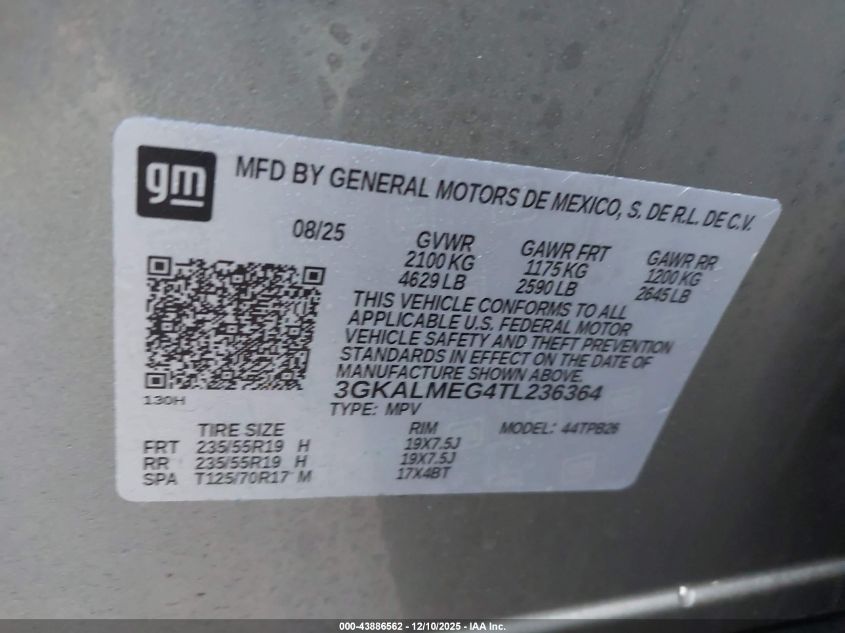 gm
MFD BY GENERAL MOTORS DE MEXICO, S. DE R.L. DE C.V.
08/25
GVWR GAWR FRT GAWR RR
2100 KG 1175 KG 1200 KG
4629 LB 2590 LB 2645 LB
THIS VEHICLE CONFORMS TO ALL
APPLICABLE U.S. FEDERAL MOTOR
VEHICLE SAFETY AND THEFT PREVENTION
STANDARDS IN EFFECT ON THE DATE OF
MANUFACTURE SHOWN ABOVE.
130H
3GKALMEG4TL236364
TYPE: MPV MODEL: 44TPB26
TIRE SIZE RIM
FRT 235/55R19 H 19X7.5J
RR 235/55R19 H 19X7.5J
SPA T125/70R17 M 17X4BT
000-43886562 - 12/10/2025 - IAA Inc.